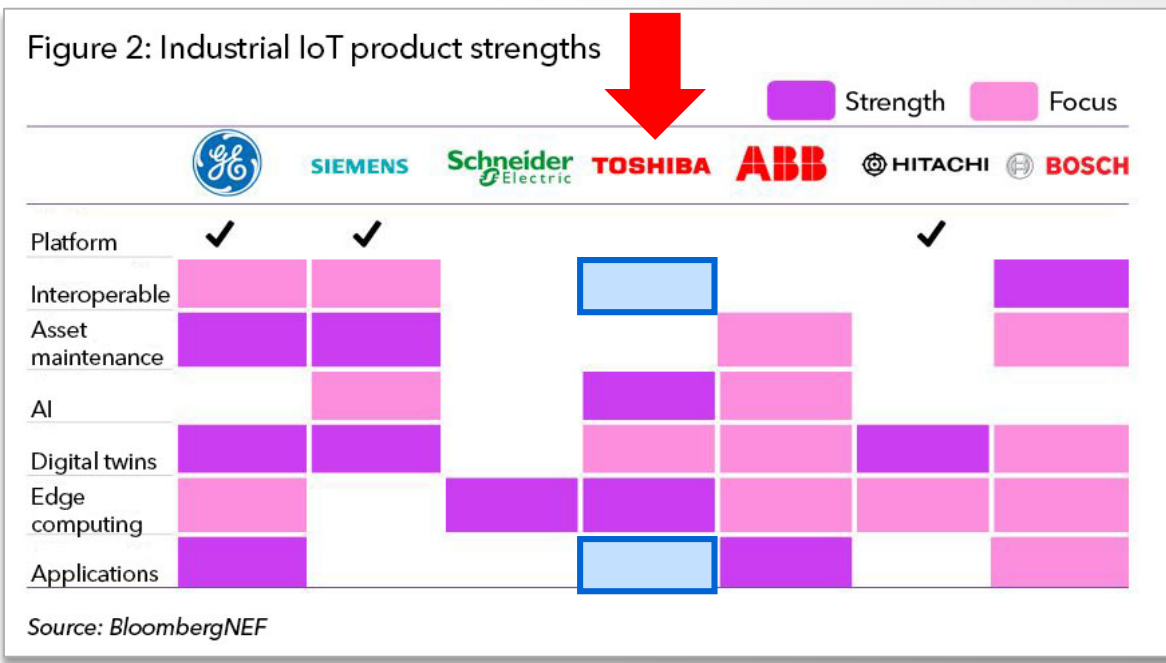 Figure 2: Industrial IoT product strengths
Strength Focus
GE SIEMENS Schneider Electric TOSHIBA ABB HITACHI BOSCH
Platform
Interoperable
Asset
maintenance
AI
Digital twins
Edge
computing
Applications
Source: BloombergNEF